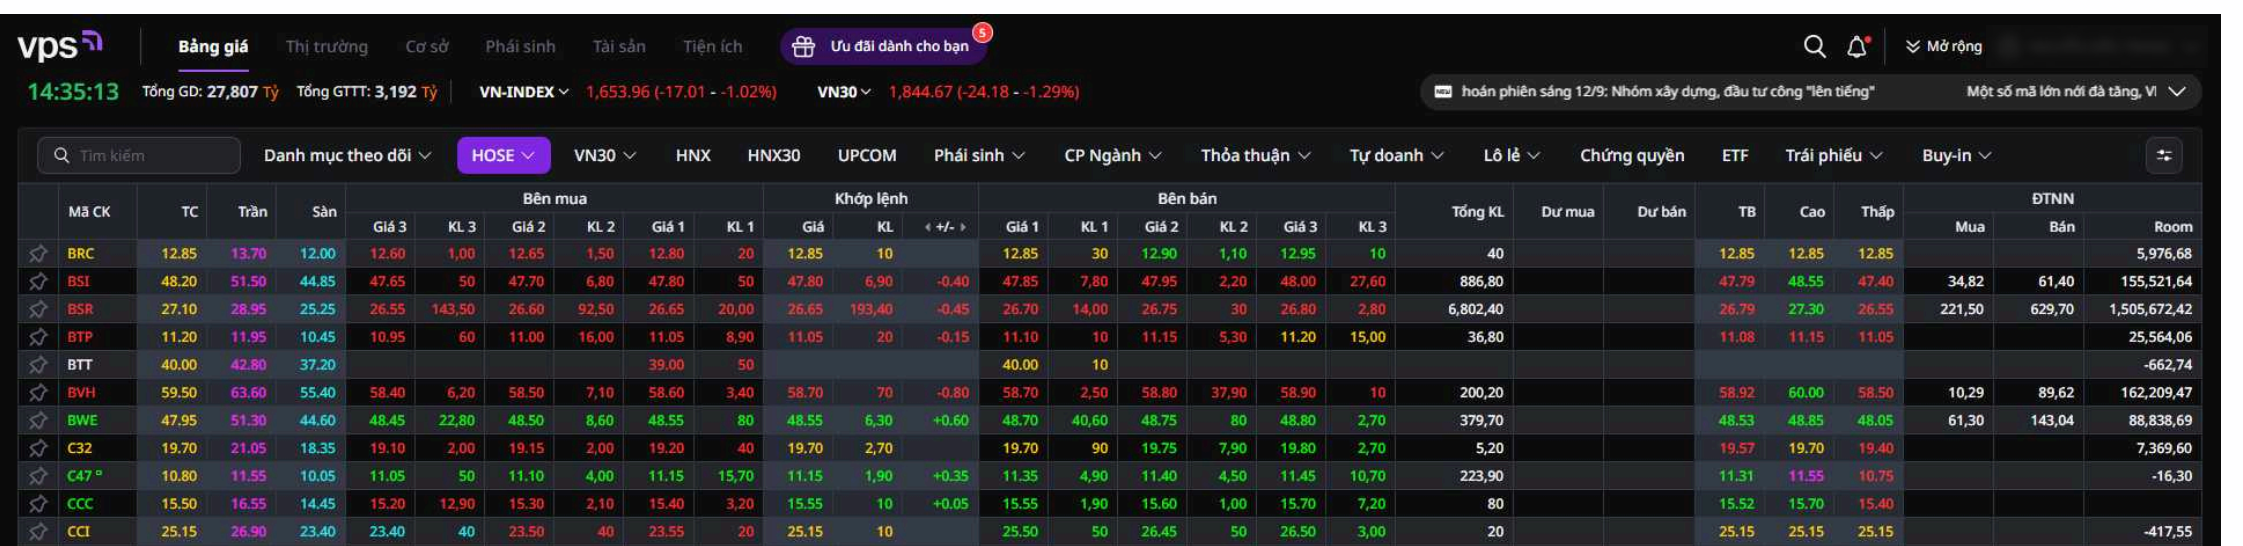 vps Bảng giá Thị trường Cơ sở Phái sinh Tài sản Tiện ích Ưu đãi dành cho bạn 5 Mở rộng
14:35:13 Tổng GD: 27,807 Tỷ Tổng GTTT: 3,192 Tỷ VN-INDEX 1,653.96 (-17.01 - -1.02%) VN30 1,844.67 (-24.18 - -1.29%) hoán phiên sáng 12/9: Nhóm xây dựng, đầu tư công "lên tiếng" Một số mã lớn nới đà tăng, VI
Tìm kiếm Danh mục theo dõi HOSE VN30 HNX HNX30 UPCOM Phái sinh CP Ngành Thỏa thuận Tự doanh Lô lẻ Chứng quyền ETF Trái phiếu Buy-in
Mã CK TC Trần Sàn Bên mua Khớp lệnh Bên bán Tổng KL Dư mua Dư bán TB Cao Thấp ĐTNN
Giá 3 KL 3 Giá 2 KL 2 Giá 1 KL 1 Giá KL +/- Giá 1 KL 1 Giá 2 KL 2 Giá 3 KL 3 Mua Bán Room
BRC 12.85 13.70 12.00 12.60 1,00 12.65 1,50 12.80 20 12.85 10 12.85 30 12.90 1,10 12.95 10 40 12.85 12.85 12.85 5,976,68
BSI 48.20 51.50 44.85 47.65 50 47.70 6,80 47.80 50 47.80 6,90 -0.40 47.85 7,80 47.95 2,20 48.00 27,60 886,80 47.79 48.55 47.40 34,82 61,40 155,521,64
BSR 27.10 28.95 25.25 26.55 143,50 26.60 92,50 26.65 20,00 26.65 193,40 -0.45 26.70 14,00 26.75 30 26.80 2,80 6,802,40 26.79 27.30 26.55 221,50 629,70 1,505,672,42
BTP 11.20 11.95 10.45 10.95 60 11.00 16,00 11.05 8,90 11.05 20 -0.15 11.10 10 11.15 5,30 11.20 15,00 36,80 11.08 11.15 11.05 25,564,06
BTT 40.00 42.80 37.20 39.00 50 40.00 10 -662,74
BVH 59.50 63.60 55.40 58.40 6,20 58.50 7,10 58.60 3,40 58.70 70 -0.80 58.70 2,50 58.80 37,90 58.90 10 200,20 58.92 60.00 58.50 10,29 89,62 162,209,47
BWE 47.95 51.30 44.60 48.45 22,80 48.50 8,60 48.55 80 48.55 6,30 +0.60 48.70 40,60 48.75 80 48.80 2,70 379,70 48.53 48.85 48.05 61,30 143,04 88,838,69
C32 19.70 21.05 18.35 19.10 2,00 19.15 2,00 19.20 40 19.70 2,70 19.70 90 19.75 7,90 19.80 2,70 5,20 19.57 19.70 19.40 7,369,60
C47 10.80 11.55 10.05 11.05 50 11.10 4,00 11.15 15,70 11.15 1,90 +0.35 11.35 4,90 11.40 4,50 11.45 10,70 223,90 11.31 11.55 10.75 -16,30
CCC 15.50 16.55 14.45 15.20 12,90 15.30 2,10 15.40 3,20 15.55 10 +0.05 15.55 1,90 15.60 1,00 15.70 7,20 80 15.52 15.70 15.40
CCI 25.15 26.90 23.40 23.40 40 23.50 40 23.55 20 25.15 10 25.50 50 26.45 50 26.50 3,00 20 25.15 25.15 25.15 -417,55